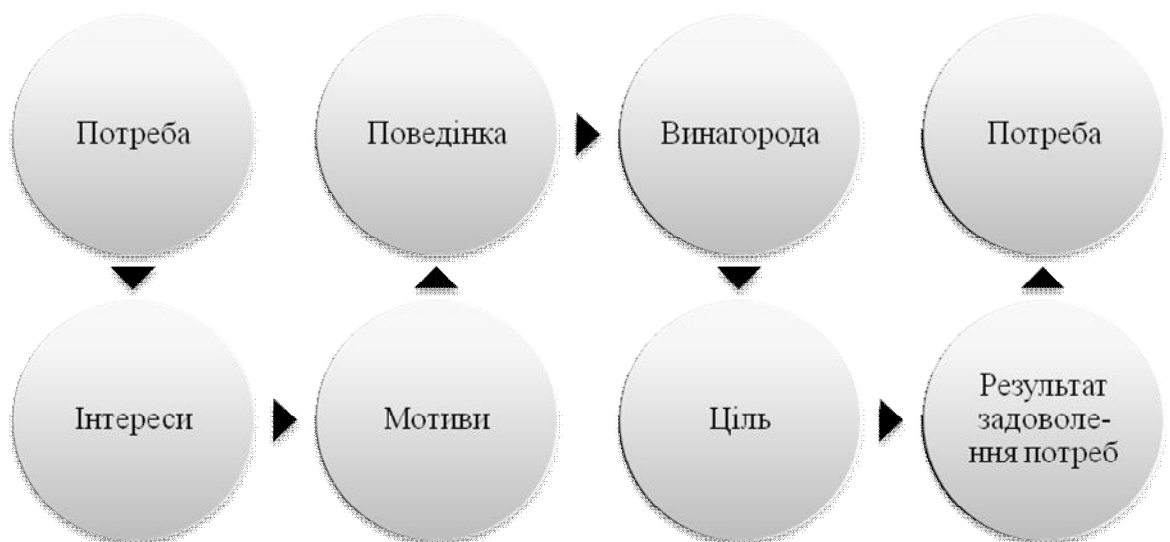 Потреба
Поведінка
Винагорода
Потреба
Інтереси
Мотиви
Ціль
Результат
задоволе-
ння потреб